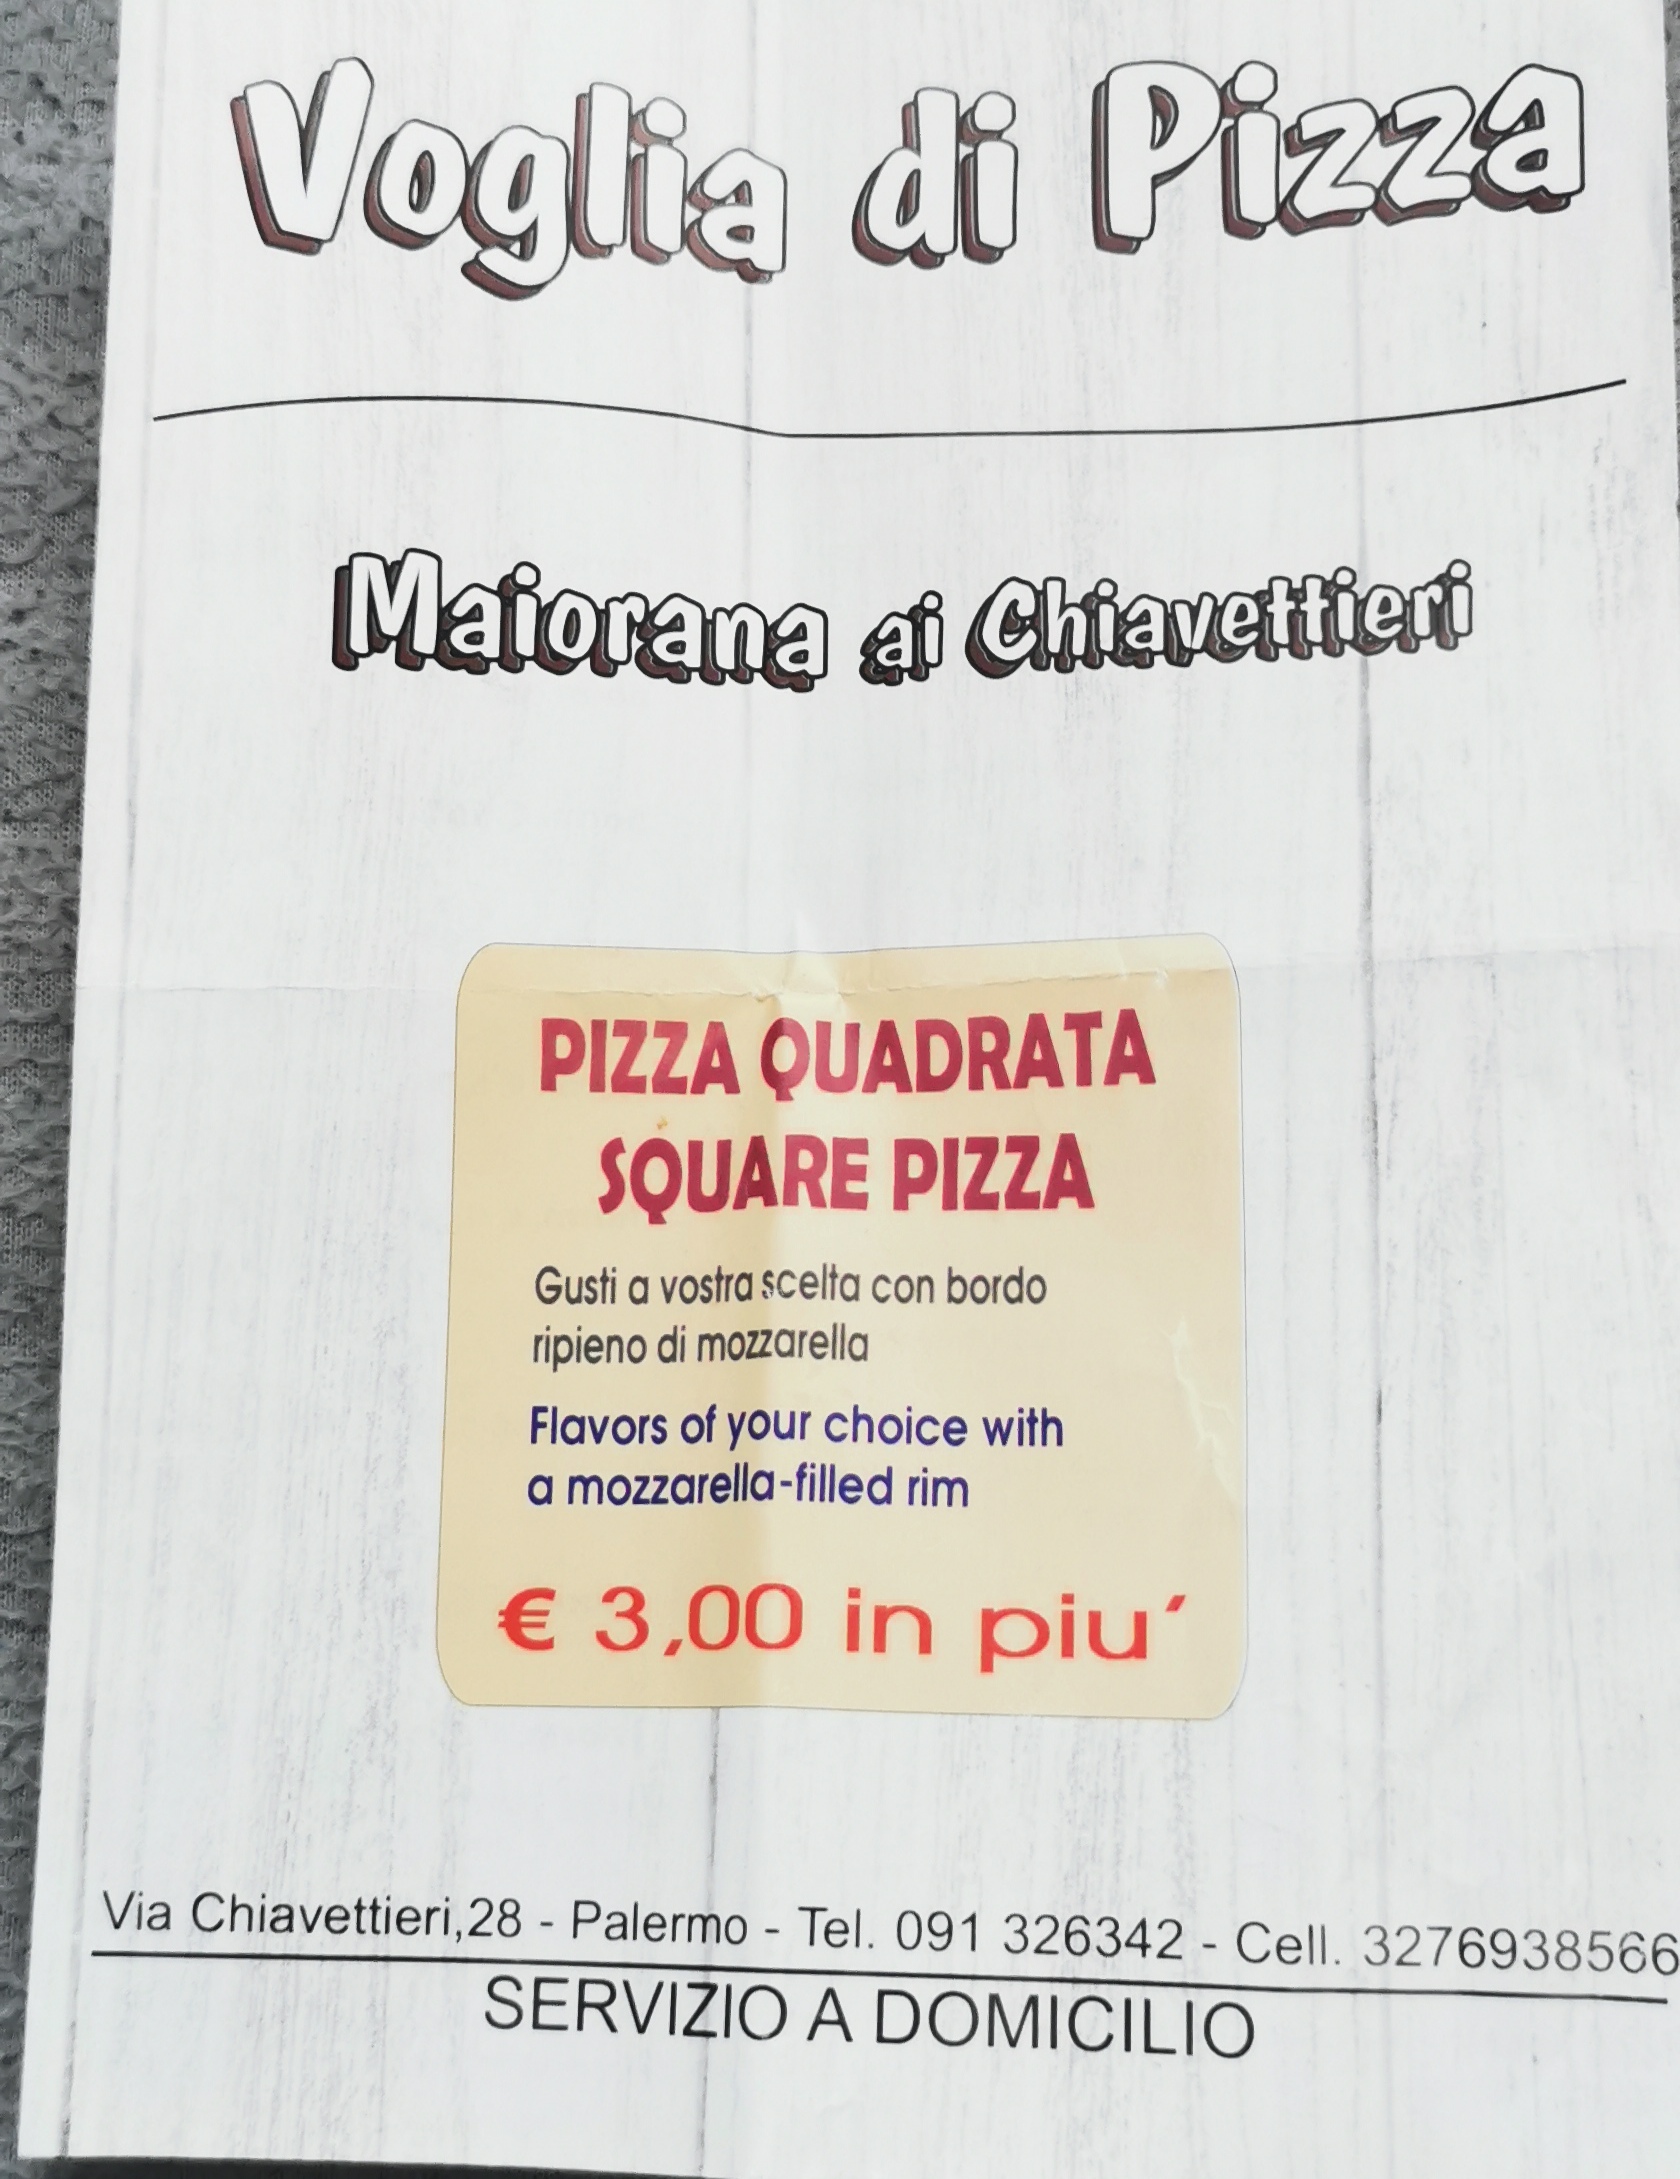 Voglia di Pizza
Maiorana ai Chiavettieri
PIZZA QUADRATA
SQUARE PIZZA
Gusti a vostra scelta con bordo
ripieno di mozzarella
Flavors of your choice with
a mozzarella-filled rim
€ 3,00 in piu´
Via Chiavettieri,28 - Palermo - Tel. 091 326342 - Cell. 3276938566
SERVIZIO A DOMICILIO